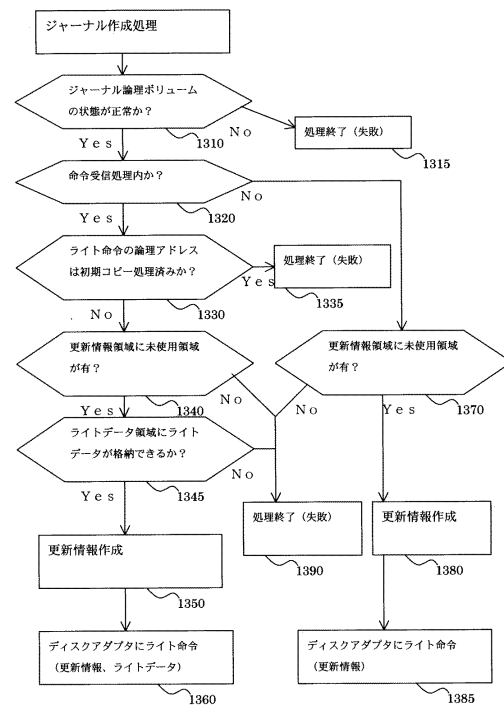 ジャーナル作成処理
ジャーナル論理ボリューム
の状態が正常か？
1310
No
Yes
処理終了（失敗）
1315
命令受信処理内か？
1320
No
Yes
ライト命令の論理アドレス
は初期コピー処理済みか？
1330
Yes
No
処理終了（失敗）
1335
更新情報領域に未使用領域
が有？
1340
No
Yes
更新情報領域に未使用領域
が有？
1370
No
Yes
ライトデータ領域にライト
データが格納できるか？
1345
No
Yes
処理終了（失敗）
1390
更新情報作成
1380
更新情報作成
1350
ディスクアダプタにライト命令
（更新情報、ライトデータ）
1360
ディスクアダプタにライト命令
（更新情報）
1385